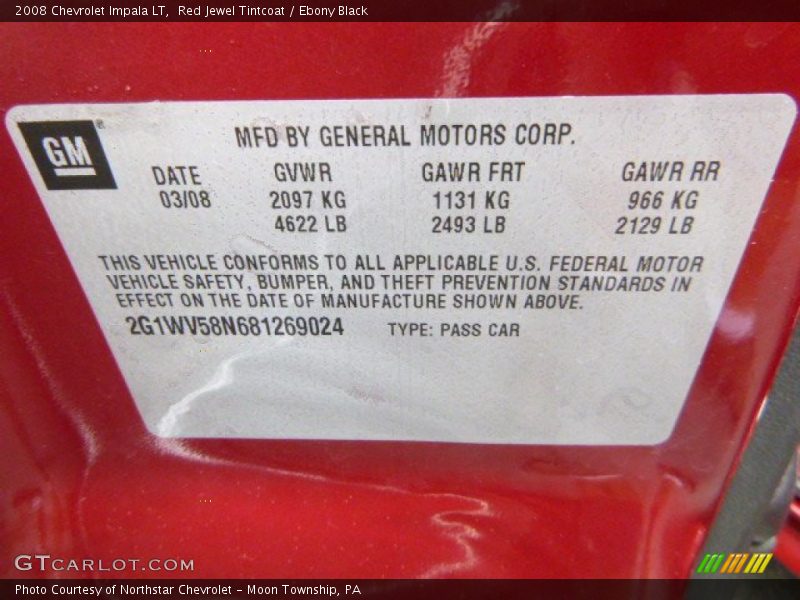 2008 Chevrolet Impala LT,  Red Jewel Tintcoat / Ebony Black
GM
MFD BY GENERAL MOTORS CORP.
DATE GVWR GAWR FRT GAWR RR
03/08 2097 KG 1131 KG 966 KG
4622 LB 2493 LB 2129 LB
THIS VEHICLE CONFORMS TO ALL APPLICABLE U.S. FEDERAL MOTOR
VEHICLE SAFETY, BUMPER, AND THEFT PREVENTION STANDARDS IN
EFFECT ON THE DATE OF MANUFACTURE SHOWN ABOVE.
2G1WV58N681269024 TYPE: PASS CAR
GTCARLOT.COM
Photo Courtesy of Northstar Chevrolet - Moon Township, PA